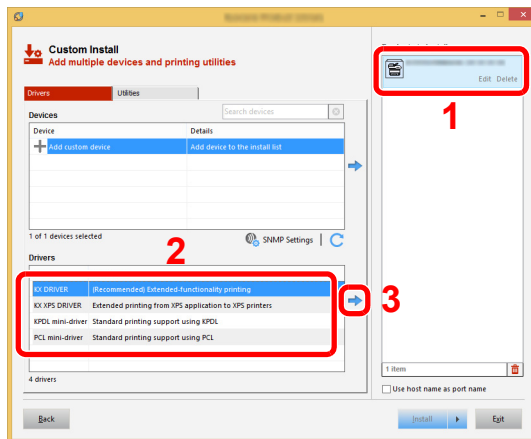 Custom Install
Add multiple devices and printing utilities
Drivers Utilities
Devices Search devices
Device Details
Add custom device Add device to the install list
1 of 1 devices selected SNMP Settings
Drivers
KX DRIVER (Recommended) Extended-functionality printing
KX XPS DRIVER Extended printing from XPS application to XPS printers
KPDL mini-driver Standard printing support using KPDL
PCL mini-driver Standard printing support using PCL
4 drivers
2
3
Edit Delete
1
1 item
Use host name as port name
Back Install Exit